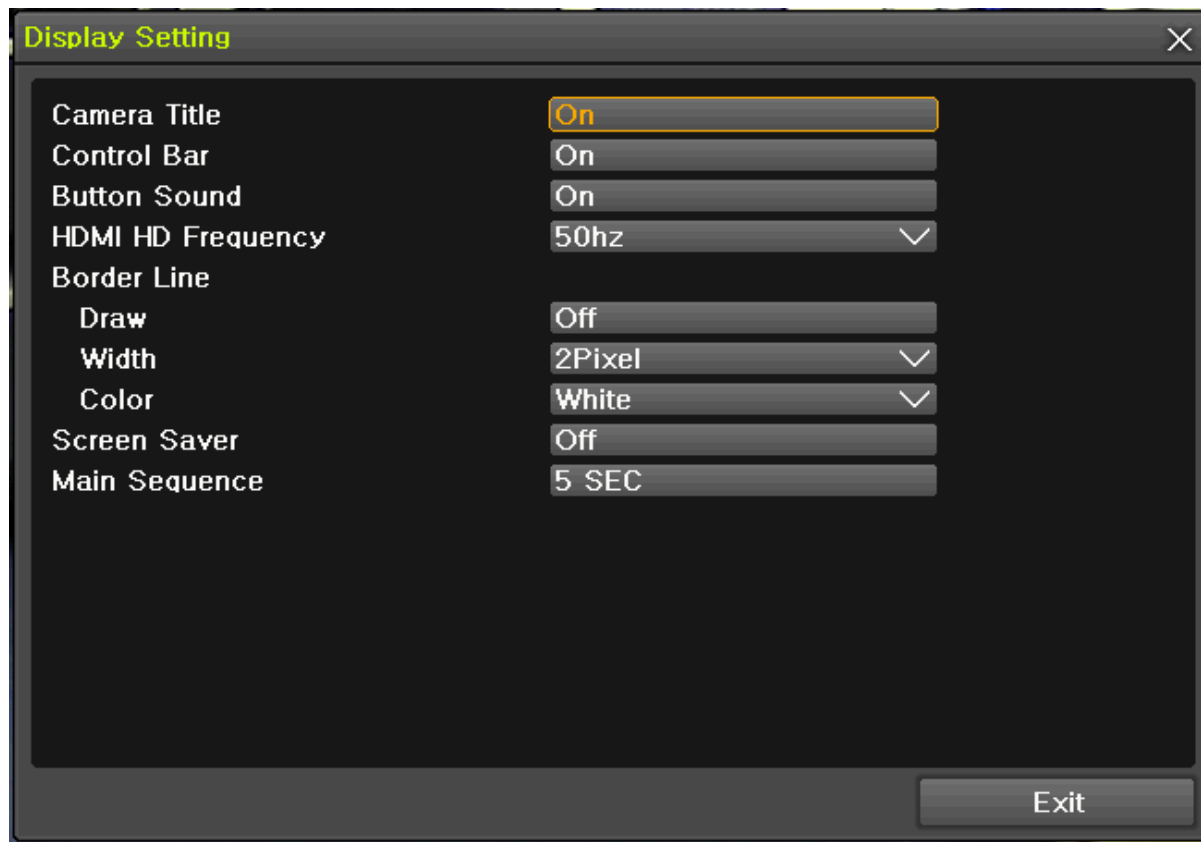 Display Setting
Camera Title On
Control Bar On
Button Sound On
HDMI HD Frequency 50hz
Border Line
Draw Off
Width 2Pixel
Color White
Screen Saver Off
Main Sequence 5 SEC
Exit